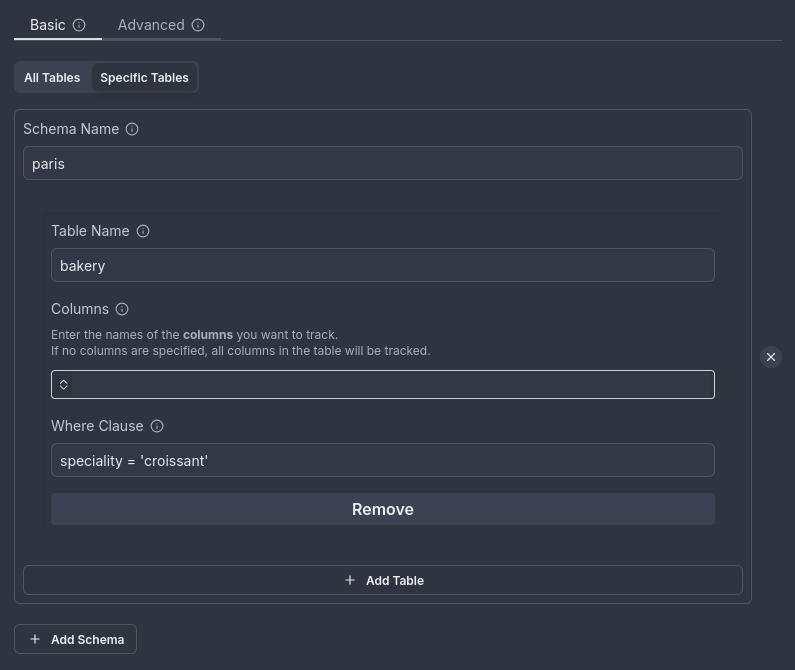 Basic
Advanced
All Tables
Specific Tables
Schema Name
paris
Table Name
bakery
Columns
Enter the names of the columns you want to track.
If no columns are specified, all columns in the table will be tracked.
Where Clause
speciality = 'croissant'
Remove
Add Table
Add Schema